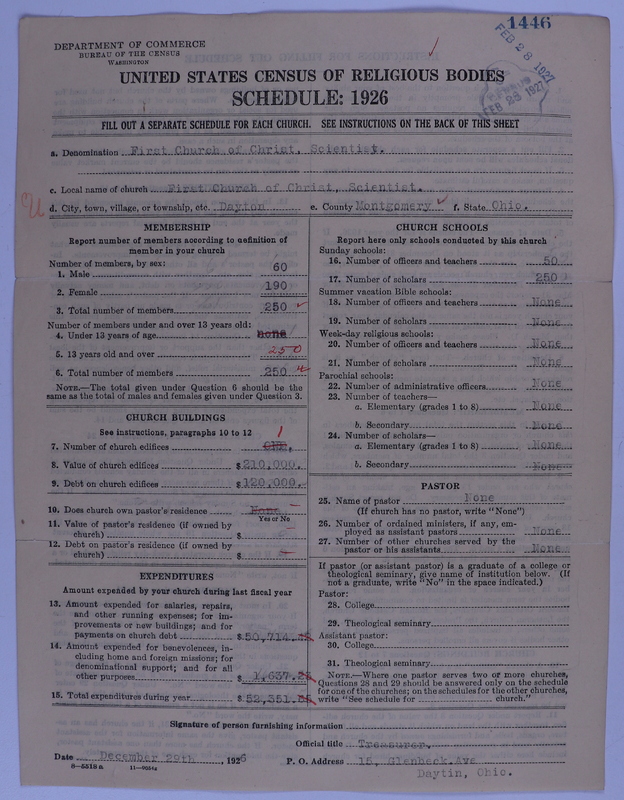 1446
FEB 28 1927
FEB 28 1927
DEPARTMENT OF COMMERCE
BUREAU OF THE CENSUS
WASHINGTON
UNITED STATES CENSUS OF RELIGIOUS BODIES
SCHEDULE: 1926
FILL OUT A SEPARATE SCHEDULE FOR EACH CHURCH. SEE INSTRUCTIONS ON THE BACK OF THIS SHEET
a. Denomination First Church of Christ, Scientist.
c. Local name of church First Church of Christ, Scientist.
d. City, town, village, or township, etc. Dayton e. County Montgomery f. State Ohio.
MEMBERSHIP
Report number of members according to definition of
member in your church
Number of members, by sex:
1. Male 60
2. Female 190
3. Total number of members 250
Number of members under and over 13 years old:
4. Under 13 years of age none
5. 13 years old and over 250
6. Total number of members 250
NOTE.—The total given under Question 6 should be the
same as the total of males and females given under Question 3.
CHURCH BUILDINGS
See instructions, paragraphs 10 to 12 1
7. Number of church edifices
8. Value of church edifices $210,000.
9. Debt on church edifices $120,000.
10. Does church own pastor's residence None
Yes or No
11. Value of pastor's residence (if owned by
church) $
12. Debt on pastor's residence (if owned by
church) $
EXPENDITURES
Amount expended by your church during last fiscal year
13. Amount expended for salaries, repairs,
and other running expenses; for im-
provements or new buildings; and for
payments on church debt $50,714.
14. Amount expended for benevolences, in-
cluding home and foreign missions; for
denominational support; and for all
other purposes $1,637.
15. Total expenditures during year $52,351.
CHURCH SCHOOLS
Report here only schools conducted by this church
Sunday schools:
16. Number of officers and teachers 50
17. Number of scholars 250
Summer vacation Bible schools:
18. Number of officers and teachers None
19. Number of scholars None
Week-day religious schools:
20. Number of officers and teachers None
21. Number of scholars None
Parochial schools:
22. Number of administrative officers None
23. Number of teachers—
a. Elementary (grades 1 to 8) None
b. Secondary None
24. Number of scholars—
a. Elementary (grades 1 to 8) None
b. Secondary None
PASTOR
25. Name of pastor None
(If church has no pastor, write "None")
26. Number of ordained ministers, if any, em-
ployed as assistant pastors None
27. Number of other churches served by the
pastor or his assistants None
If pastor (or assistant pastor) is a graduate of a college or
theological seminary, give name of institution below. (If
not a graduate, write "No" in the space indicated.)
Pastor:
28. College
29. Theological seminary
Assistant pastor:
30. College
31. Theological seminary
NOTE.—Where one pastor serves two or more churches,
Questions 28 and 29 should be answered only on the schedule
for one of the churches; on the schedules for the other churches,
write "See schedule for church."
Signature of person furnishing information
Official title Treasurer.
Date December 29th, 1926 P. O. Address 15, Glenbeck. Ave
8—5518 a 11—9054a Daytin, Ohio.